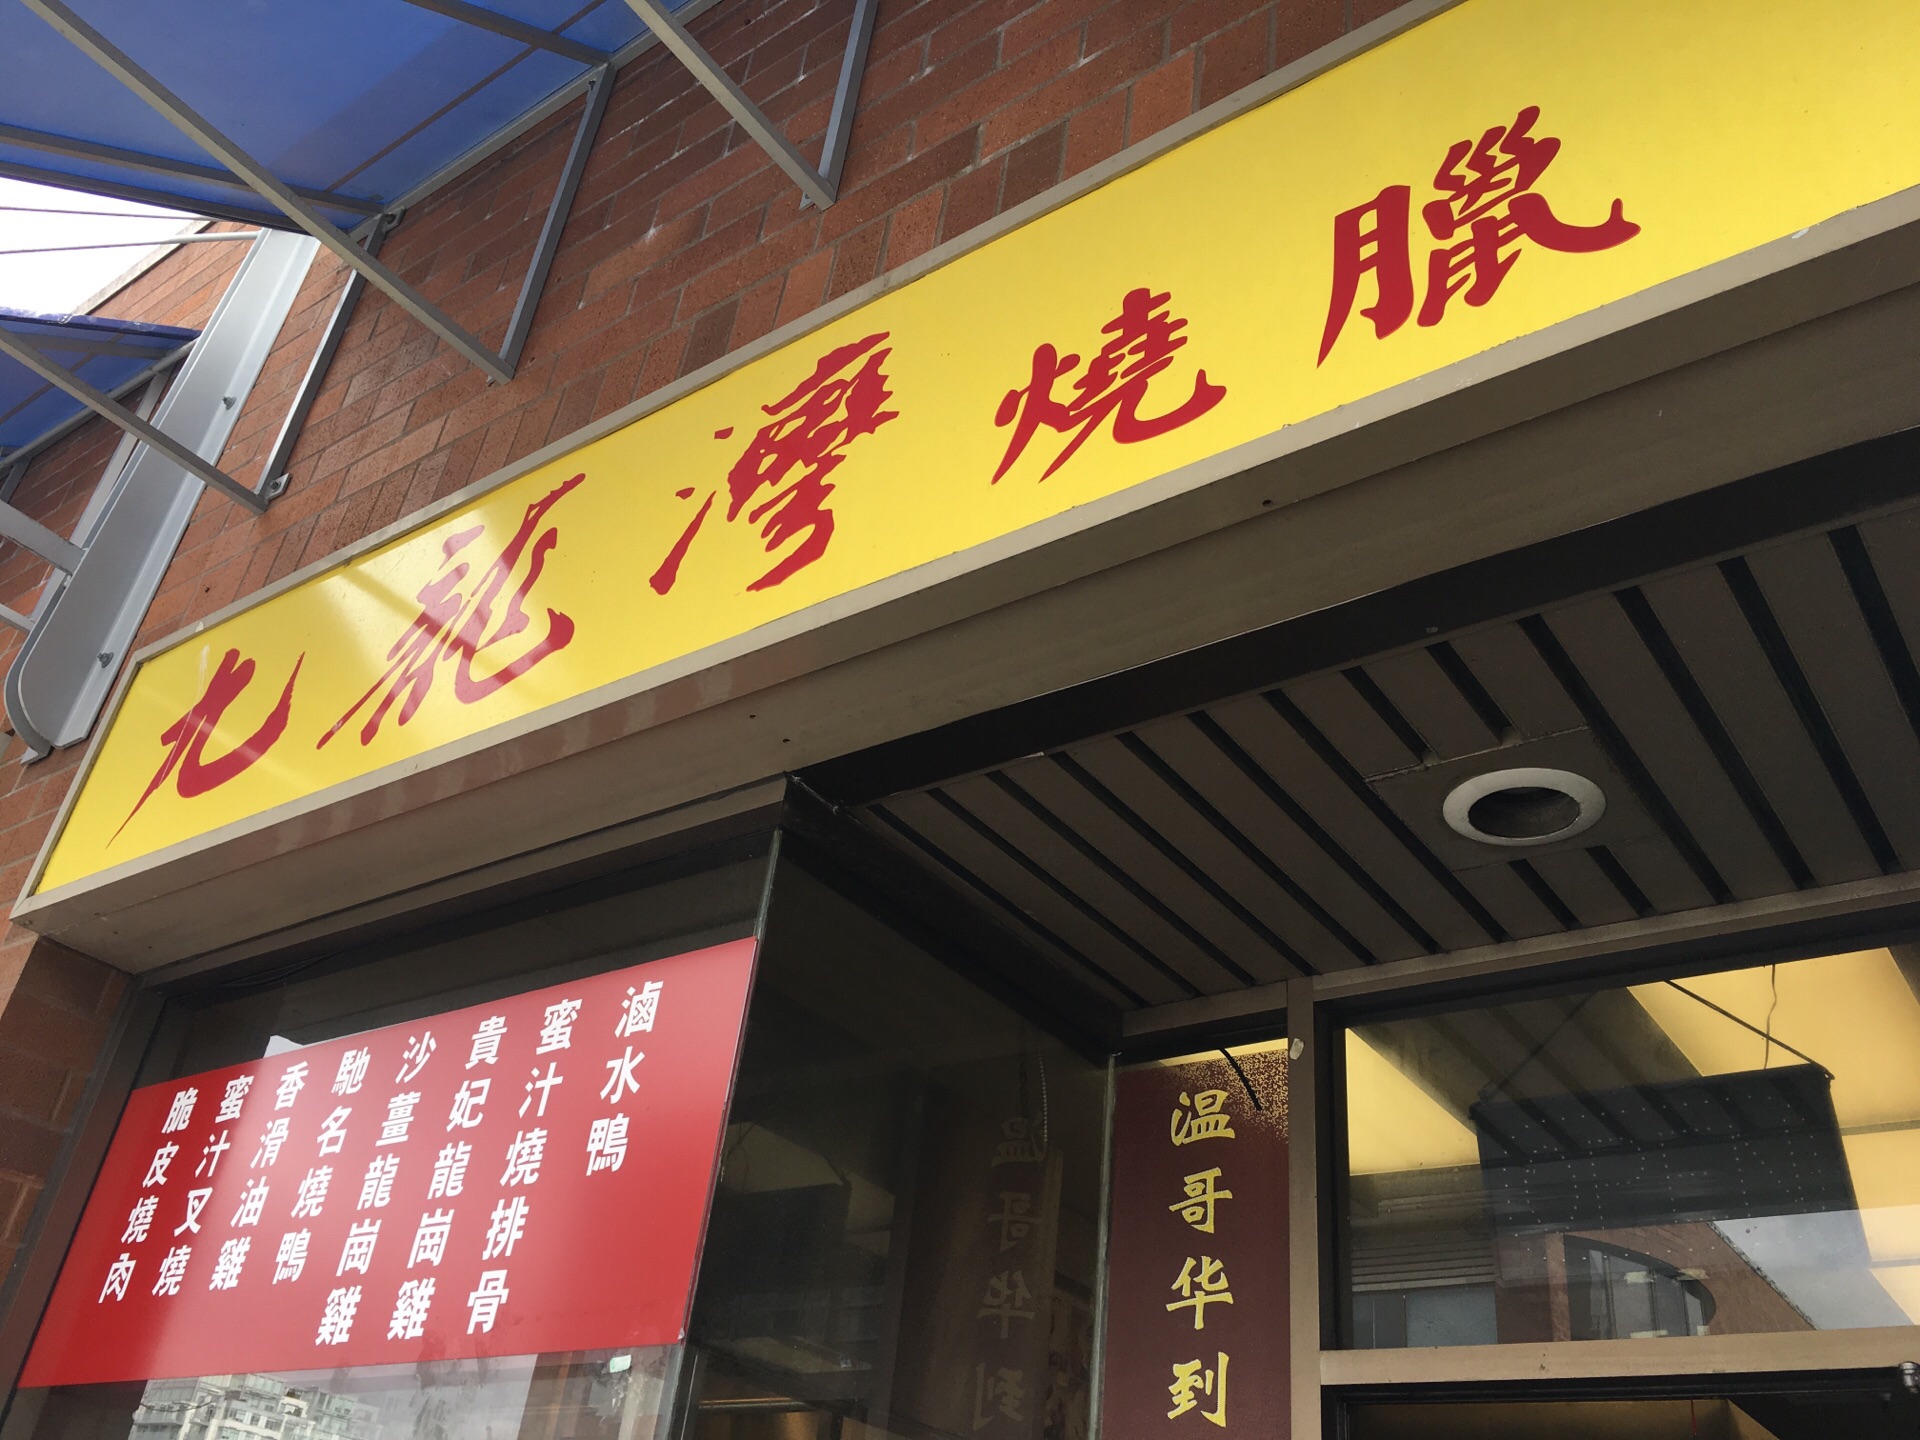 九龍灣燒臘
滷水鴨
蜜汁燒排骨
貴妃龍崗雞
沙薑龍崗雞
馳名燒鴨
香滑油雞
蜜汁叉燒
脆皮燒肉
温哥华到